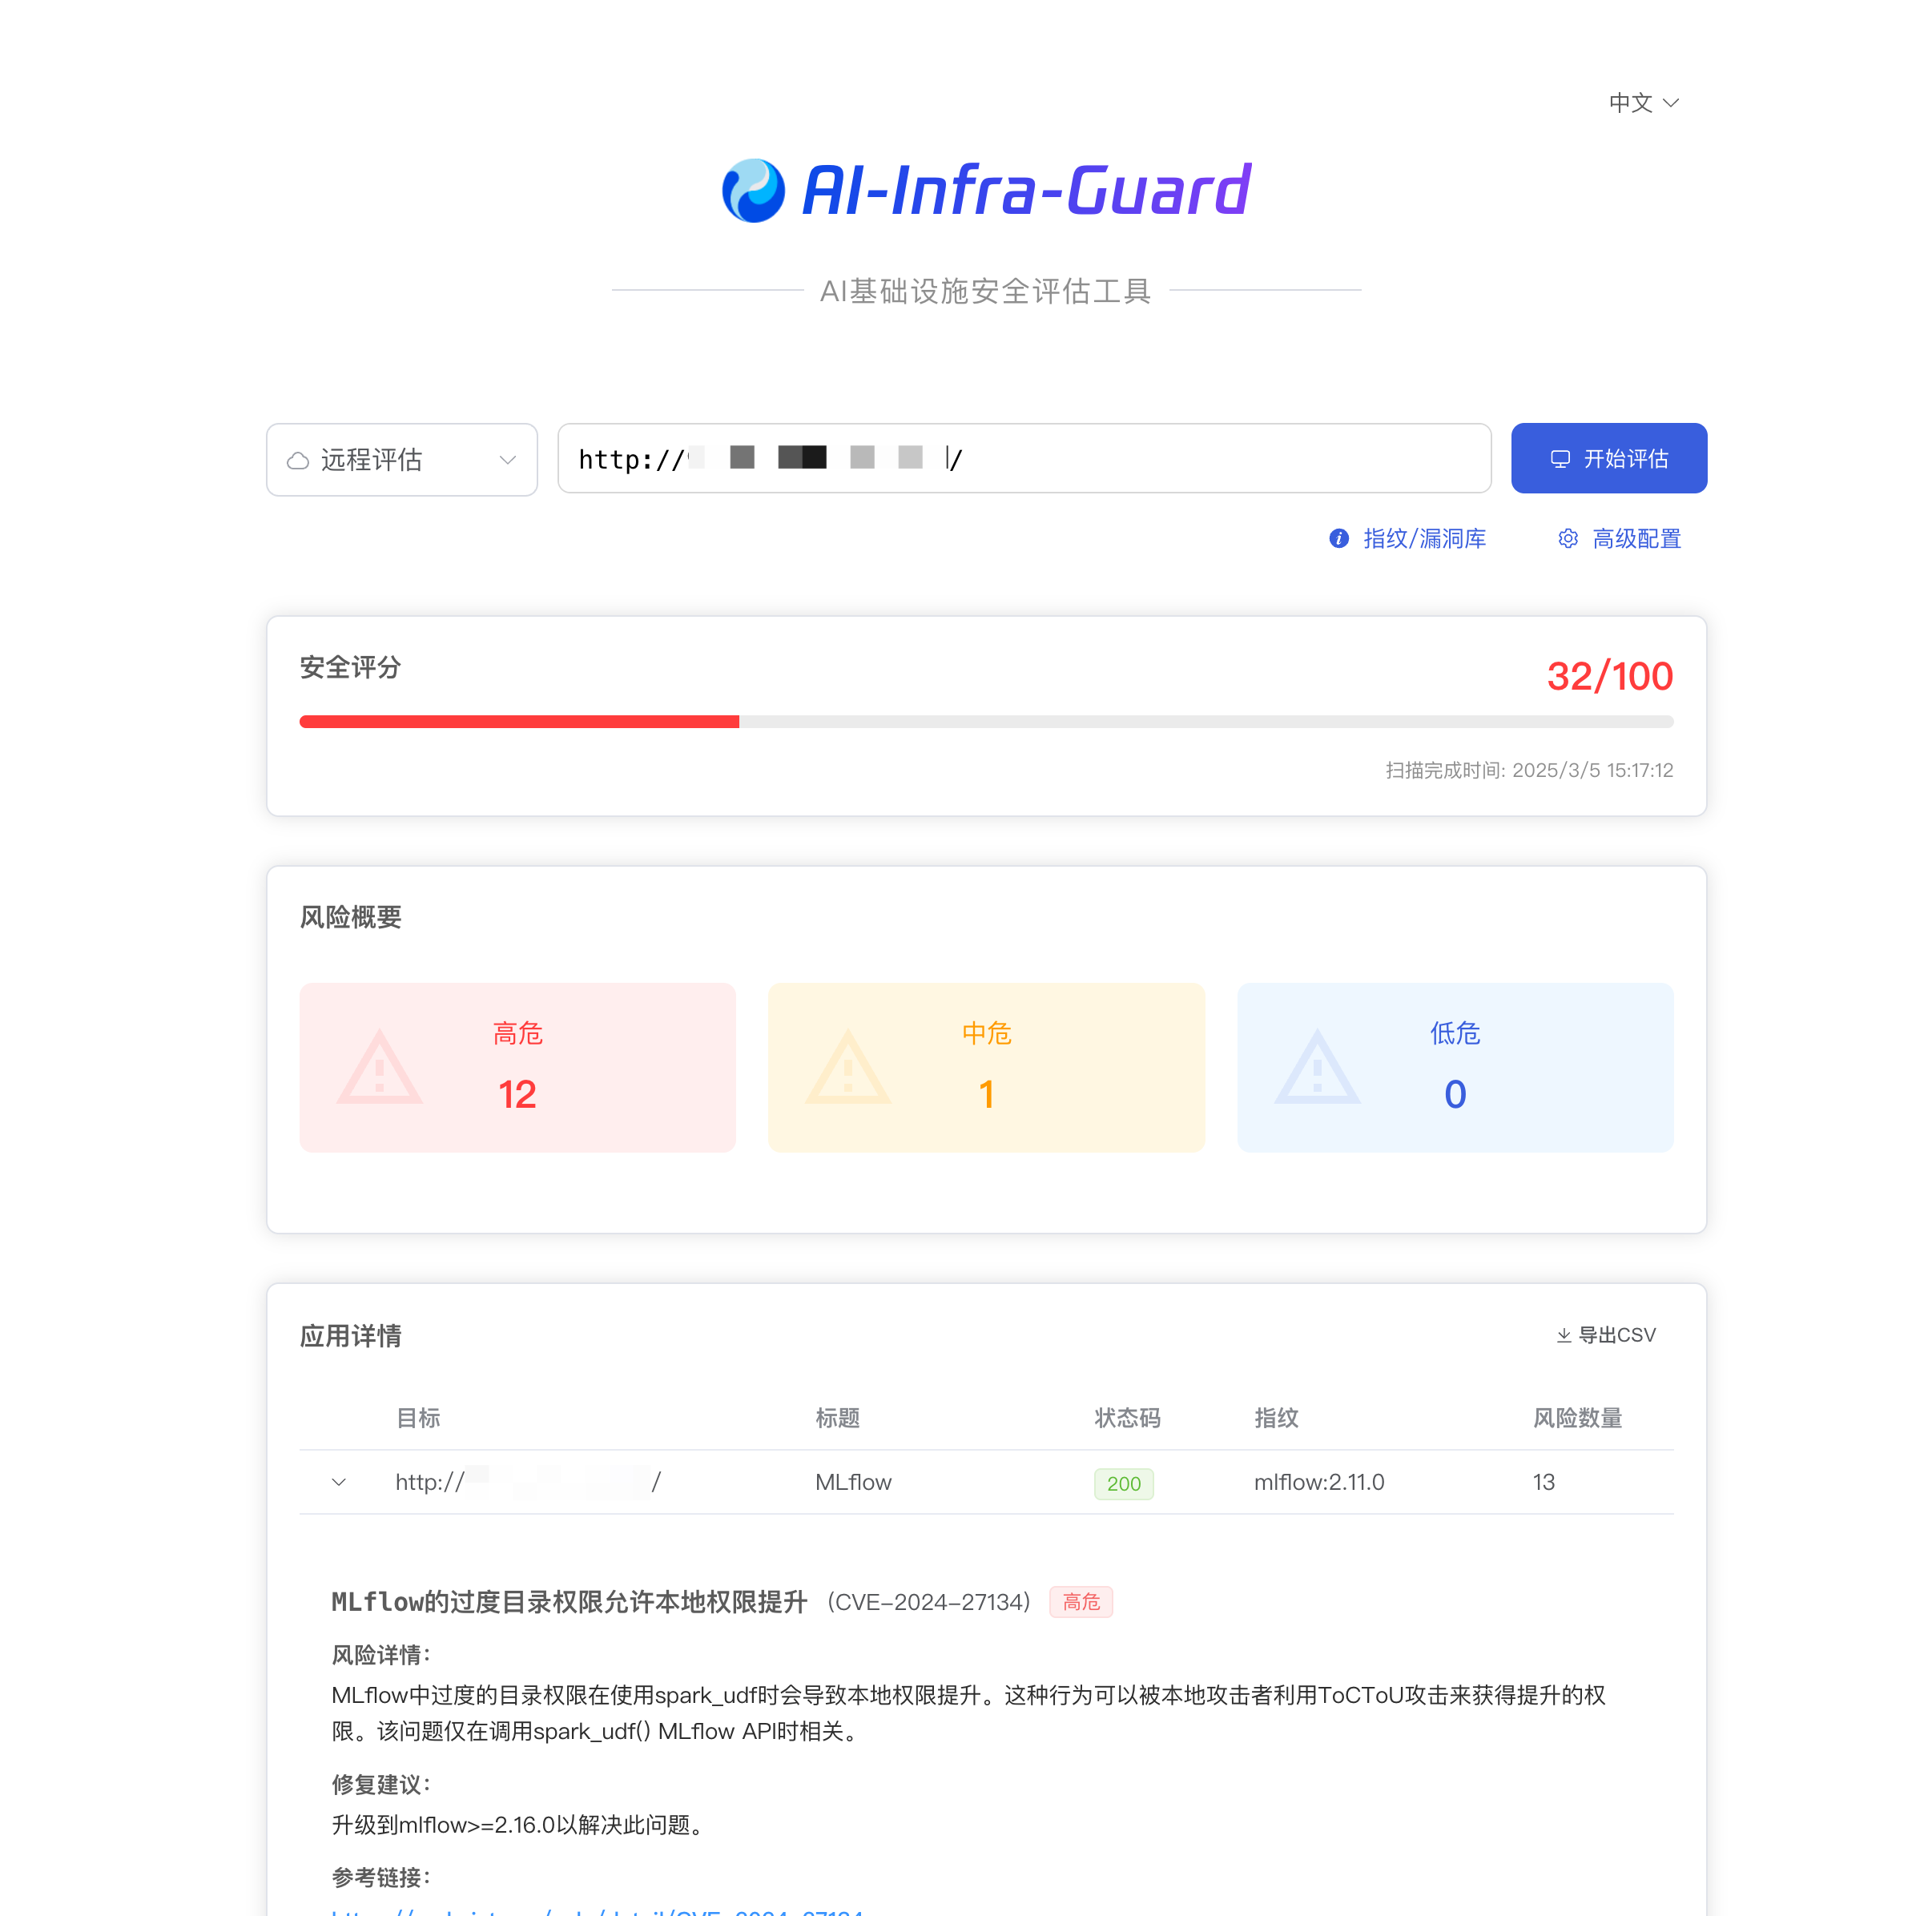 中文
AI-Infra-Guard
AI基础设施安全评估工具
远程评估
http:// /
开始评估
指纹/漏洞库
高级配置
安全评分
32/100
扫描完成时间: 2025/3/5 15:17:12
风险概要
高危
12
中危
1
低危
0
应用详情
导出CSV
目标 标题 状态码 指纹 风险数量
http:// / MLflow 200 mlflow:2.11.0 13
MLflow的过度目录权限允许本地权限提升 (CVE-2024-27134) 高危
风险详情:
MLflow中过度的目录权限在使用spark_udf时会导致本地权限提升。这种行为可以被本地攻击者利用ToCToU攻击来获得提升的权
限。该问题仅在调用spark_udf() MLflow API时相关。
修复建议:
升级到mlflow>=2.16.0以解决此问题。
参考链接: